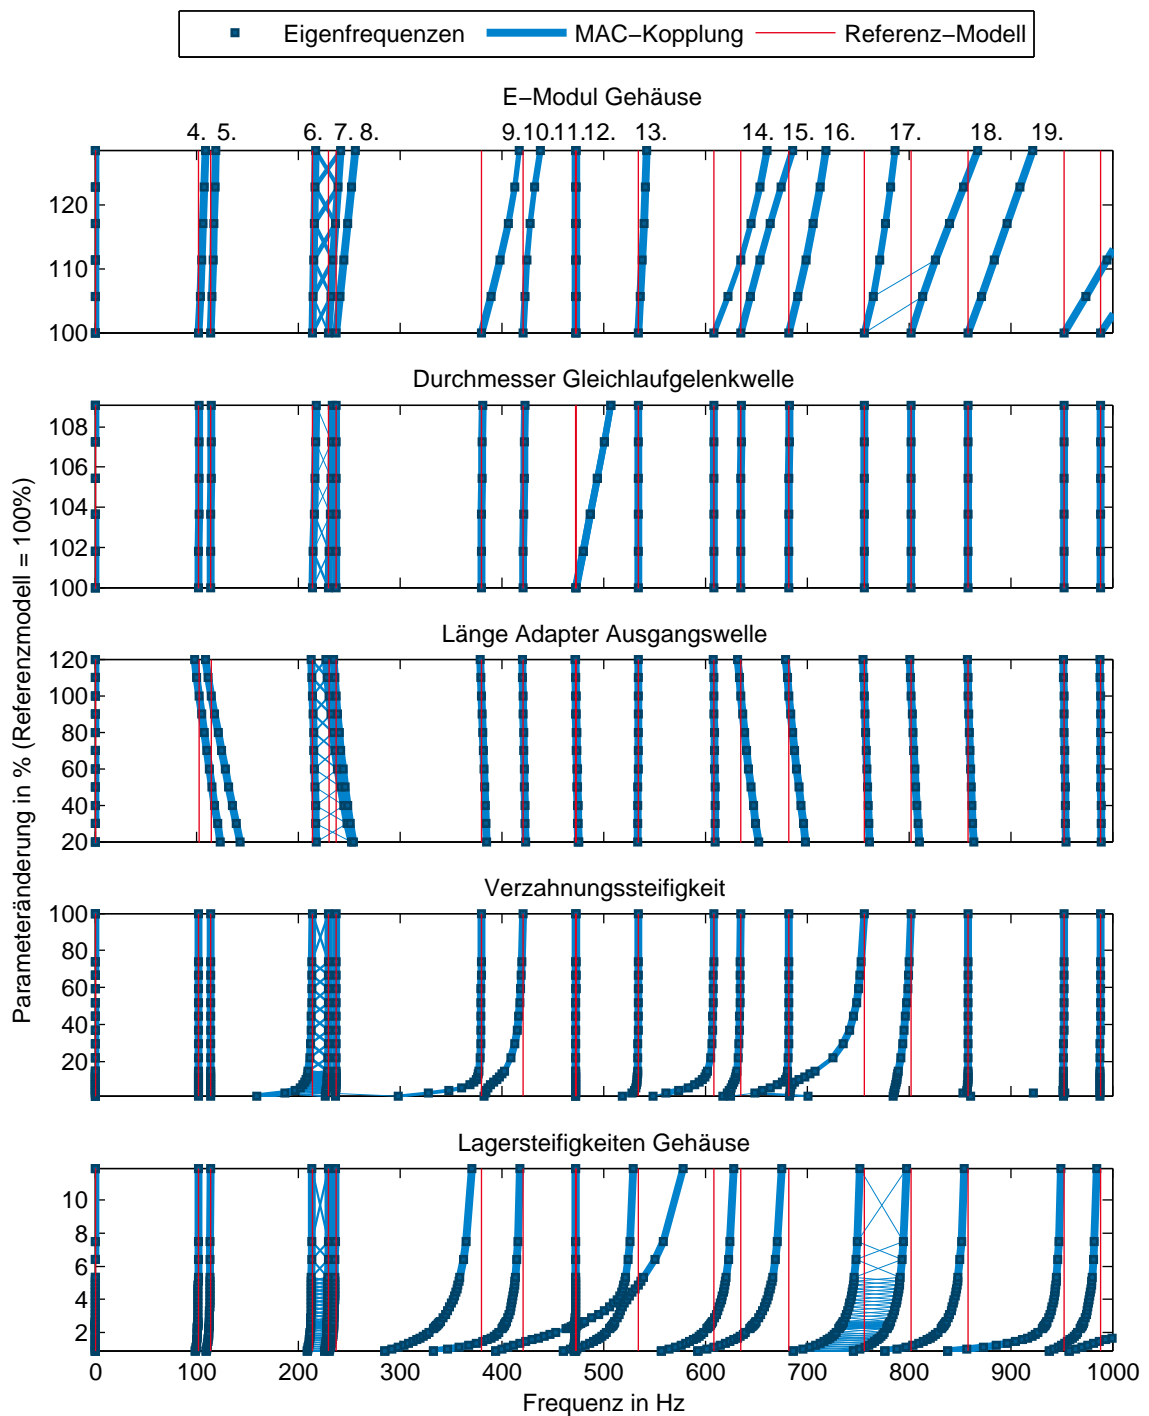 Eigenfrequenzen MAC−Kopplung Referenz−Modell
E−Modul Gehäuse
4. 5. 6. 7. 8. 9. 10. 11. 12. 13. 14. 15. 16. 17. 18. 19.
120
110
100
Durchmesser Gleichlaufgelenkwelle
108
106
104
102
100
Länge Adapter Ausgangswelle
120
100
80
60
40
20
Parameteränderung in % (Referenzmodell = 100%)
Verzahnungssteifigkeit
100
80
60
40
20
Lagersteifigkeiten Gehäuse
10
8
6
4
2
0 100 200 300 400 500 600 700 800 900 1000
Frequenz in Hz